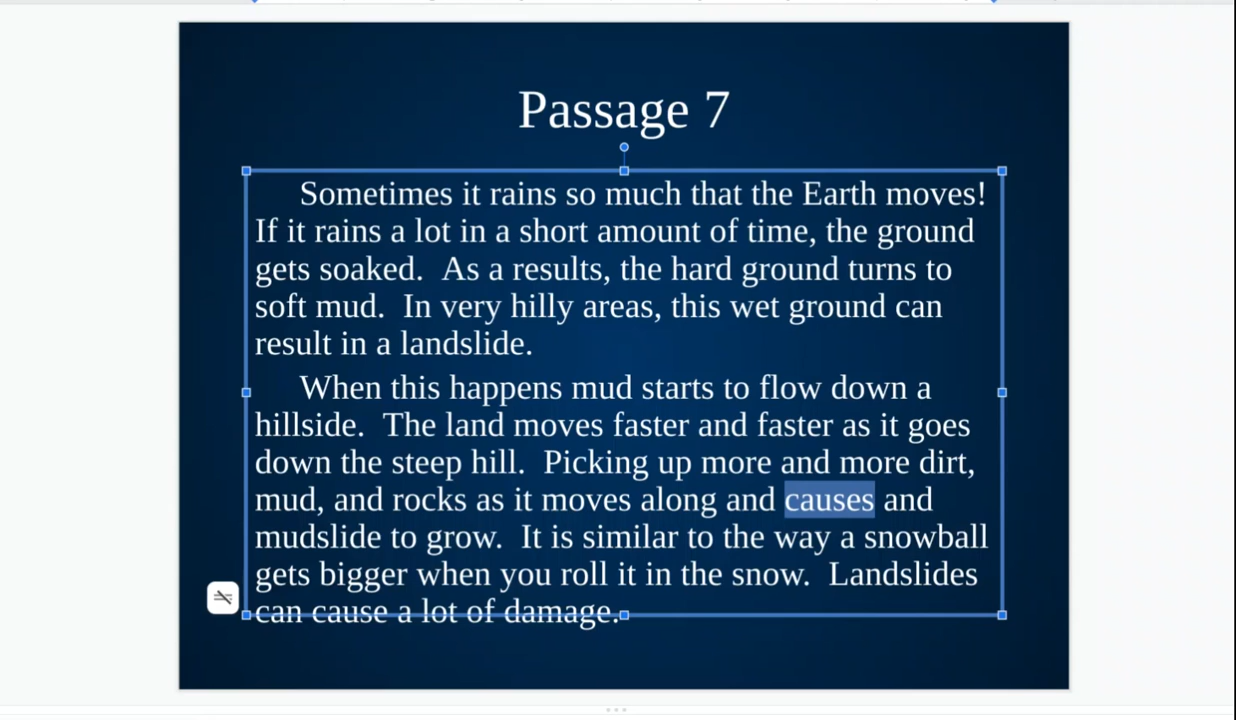 Passage 7
Sometimes it rains so much that the Earth moves!
If it rains a lot in a short amount of time, the ground
gets soaked.  As a results, the hard ground turns to
soft mud.  In very hilly areas, this wet ground can
result in a landslide.
When this happens mud starts to flow down a
hillside.  The land moves faster and faster as it goes
down the steep hill.  Picking up more and more dirt,
mud, and rocks as it moves along and causes and
mudslide to grow.  It is similar to the way a snowball
gets bigger when you roll it in the snow.  Landslides
can cause a lot of damage.